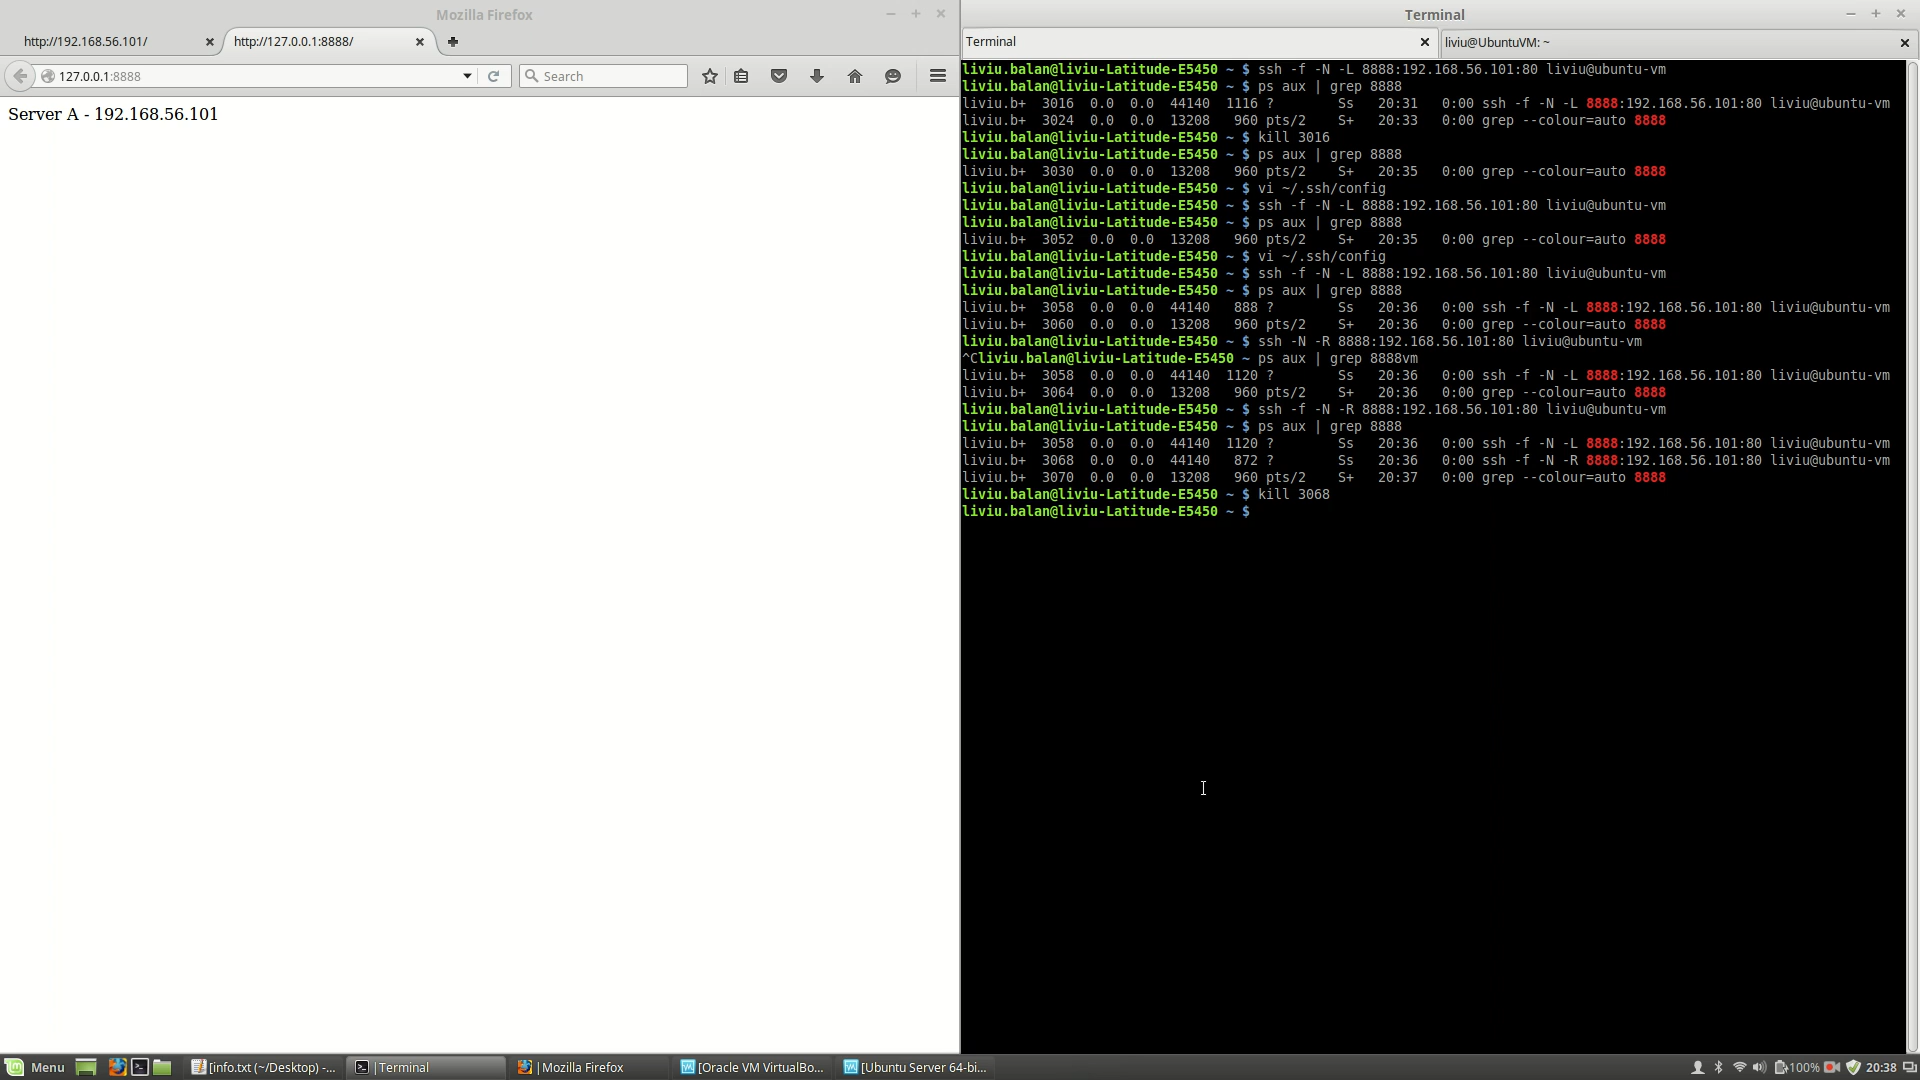 Mozilla Firefox
http://192.168.56.101/
http://127.0.0.1:8888/
127.0.0.1:8888
Search
Server A - 192.168.56.101
Terminal
Terminal
liviu@UbuntuVM: ~
liviu.balan@liviu-Latitude-E5450 ~ $ ssh -f -N -L 8888:192.168.56.101:80 liviu@ubuntu-vm
liviu.balan@liviu-Latitude-E5450 ~ $ ps aux | grep 8888
liviu.b+  3016  0.0  0.0  44140  1116 ?        Ss   20:31   0:00 ssh -f -N -L 8888:192.168.56.101:80 liviu@ubuntu-vm
liviu.b+  3024  0.0  0.0  13208   960 pts/2    S+   20:33   0:00 grep --colour=auto 8888
liviu.balan@liviu-Latitude-E5450 ~ $ kill 3016
liviu.balan@liviu-Latitude-E5450 ~ $ ps aux | grep 8888
liviu.b+  3030  0.0  0.0  13208   960 pts/2    S+   20:35   0:00 grep --colour=auto 8888
liviu.balan@liviu-Latitude-E5450 ~ $ vi ~/.ssh/config
liviu.balan@liviu-Latitude-E5450 ~ $ ssh -f -N -L 8888:192.168.56.101:80 liviu@ubuntu-vm
liviu.balan@liviu-Latitude-E5450 ~ $ ps aux | grep 8888
liviu.b+  3052  0.0  0.0  13208   960 pts/2    S+   20:35   0:00 grep --colour=auto 8888
liviu.balan@liviu-Latitude-E5450 ~ $ vi ~/.ssh/config
liviu.balan@liviu-Latitude-E5450 ~ $ ssh -f -N -L 8888:192.168.56.101:80 liviu@ubuntu-vm
liviu.balan@liviu-Latitude-E5450 ~ $ ps aux | grep 8888
liviu.b+  3058  0.0  0.0  44140   888 ?        Ss   20:36   0:00 ssh -f -N -L 8888:192.168.56.101:80 liviu@ubuntu-vm
liviu.b+  3060  0.0  0.0  13208   960 pts/2    S+   20:36   0:00 grep --colour=auto 8888
liviu.balan@liviu-Latitude-E5450 ~ $ ssh -N -R 8888:192.168.56.101:80 liviu@ubuntu-vm
^Cliviu.balan@liviu-Latitude-E5450 ~ ps aux | grep 8888vm
liviu.b+  3058  0.0  0.0  44140  1120 ?        Ss   20:36   0:00 ssh -f -N -L 8888:192.168.56.101:80 liviu@ubuntu-vm
liviu.b+  3064  0.0  0.0  13208   960 pts/2    S+   20:36   0:00 grep --colour=auto 8888
liviu.balan@liviu-Latitude-E5450 ~ $ ssh -f -N -R 8888:192.168.56.101:80 liviu@ubuntu-vm
liviu.balan@liviu-Latitude-E5450 ~ $ ps aux | grep 8888
liviu.b+  3058  0.0  0.0  44140  1120 ?        Ss   20:36   0:00 ssh -f -N -L 8888:192.168.56.101:80 liviu@ubuntu-vm
liviu.b+  3068  0.0  0.0  44140   872 ?        Ss   20:36   0:00 ssh -f -N -R 8888:192.168.56.101:80 liviu@ubuntu-vm
liviu.b+  3070  0.0  0.0  13208   960 pts/2    S+   20:37   0:00 grep --colour=auto 8888
liviu.balan@liviu-Latitude-E5450 ~ $ kill 3068
liviu.balan@liviu-Latitude-E5450 ~ $
Menu
[info.txt (~/Desktop) -...
Terminal
Mozilla Firefox
[Oracle VM VirtualBo...
[Ubuntu Server 64-bi...
100%
20:38